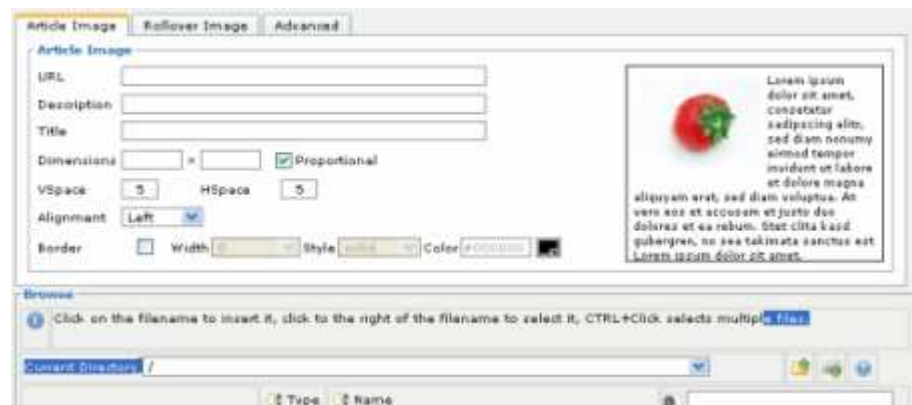 Article Image Rollover Image Advanced
Article Image
URL
Description
Title
Dimensions × Proportional
VSpace 5 HSpace 5
Alignment Left
Border Width 0 Style solid Color #000000
Lorem ipsum
dolor sit amet,
consetetur
sadipscing elitr,
sed diam nonumy
eirmod tempor
invidunt ut labore
et dolore magna
aliquyam erat, sed diam voluptua. At
vero eos et accusam et justo duo
dolores et ea rebum. Stet clita kasd
gubergren, no sea takimata sanctus est
Lorem ipsum dolor sit amet.
Browse
Click on the filename to insert it, click to the right of the filename to select it, CTRL+Click selects multiple files.
Current Directory /
Type Name